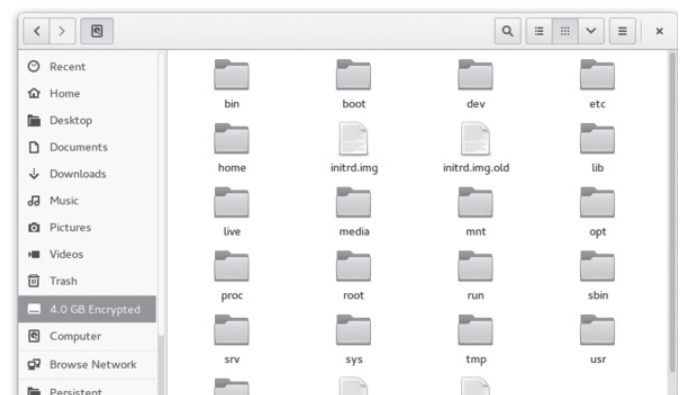 Recent
Home
Desktop
Documents
Downloads
Music
Pictures
Videos
Trash
4.0 GB Encrypted
Computer
Browse Network
Persistent
bin boot dev etc
home initrd.img initrd.img.old lib
live media mnt opt
proc root run sbin
srv sys tmp usr